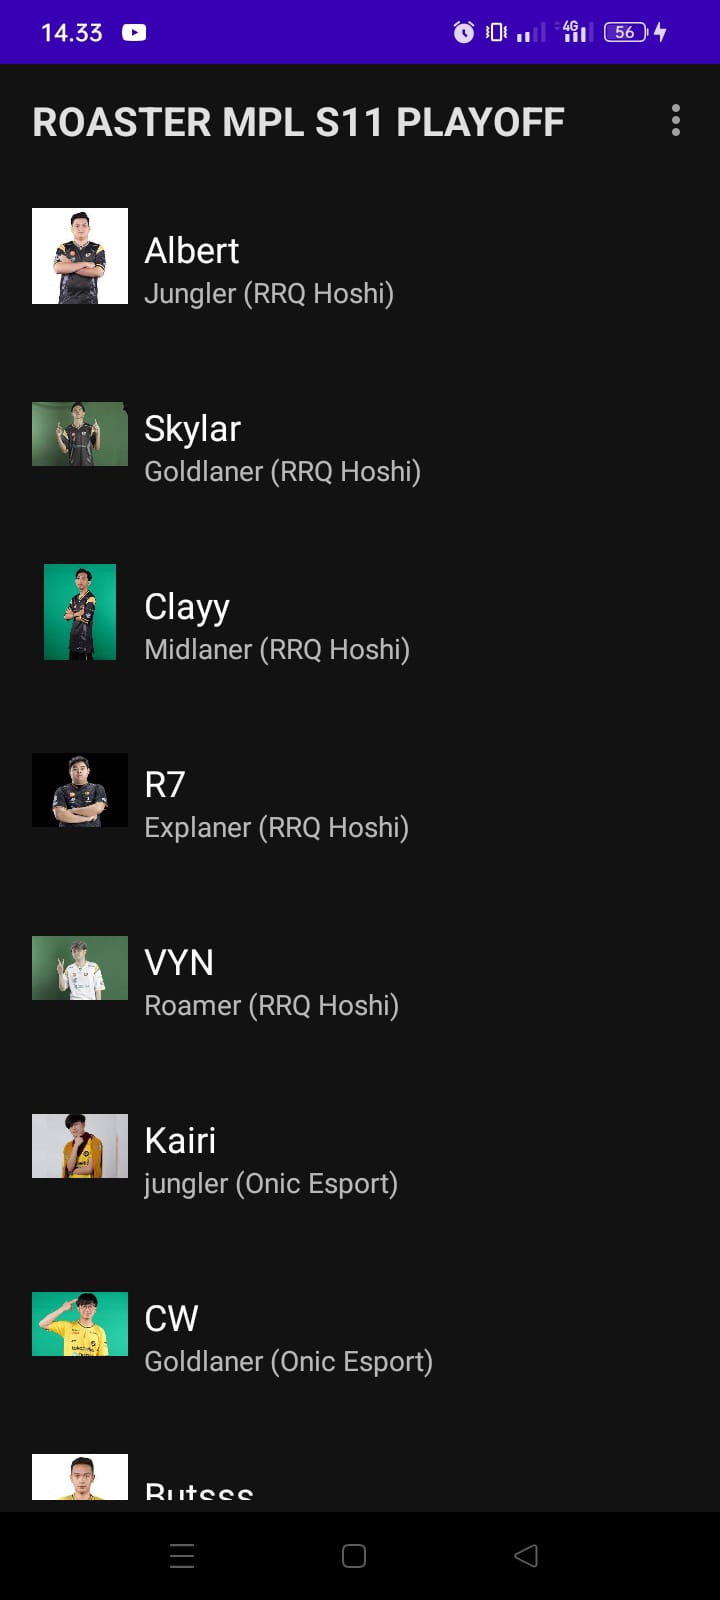 14.33
4G
56
ROASTER MPL S11 PLAYOFF
Albert
Jungler (RRQ Hoshi)
Skylar
Goldlaner (RRQ Hoshi)
Clayy
Midlaner (RRQ Hoshi)
R7
Explaner (RRQ Hoshi)
VYN
Roamer (RRQ Hoshi)
Kairi
jungler (Onic Esport)
CW
Goldlaner (Onic Esport)
Butsss